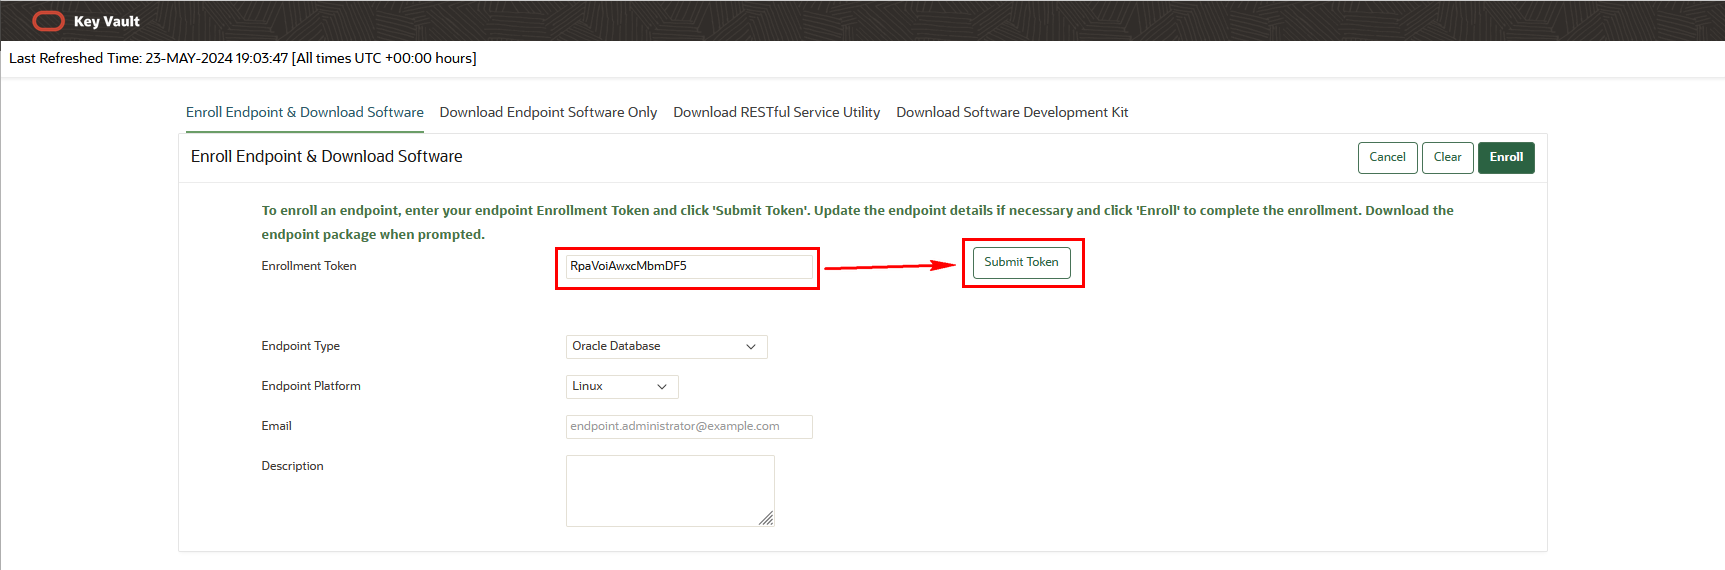 Key Vault
Last Refreshed Time: 23-MAY-2024 19:03:47 [All times UTC +00:00 hours]
Enroll Endpoint & Download Software Download Endpoint Software Only Download RESTful Service Utility Download Software Development Kit
Enroll Endpoint & Download Software Cancel Clear Enroll
To enroll an endpoint, enter your endpoint Enrollment Token and click 'Submit Token'. Update the endpoint details if necessary and click 'Enroll' to complete the enrollment. Download the
endpoint package when prompted.
Enrollment Token RpaVoiAwxcMbmDF5 Submit Token
Endpoint Type Oracle Database
Endpoint Platform Linux
Email endpoint.administrator@example.com
Description